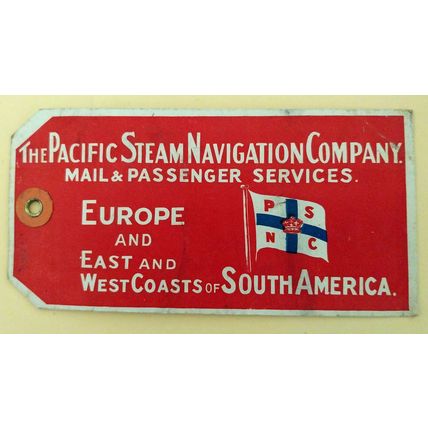 THE PACIFIC STEAM NAVIGATION COMPANY.
MAIL & PASSENGER SERVICES.
EUROPE
AND
EAST AND
WEST COASTS OF SOUTH AMERICA.
P S
N C